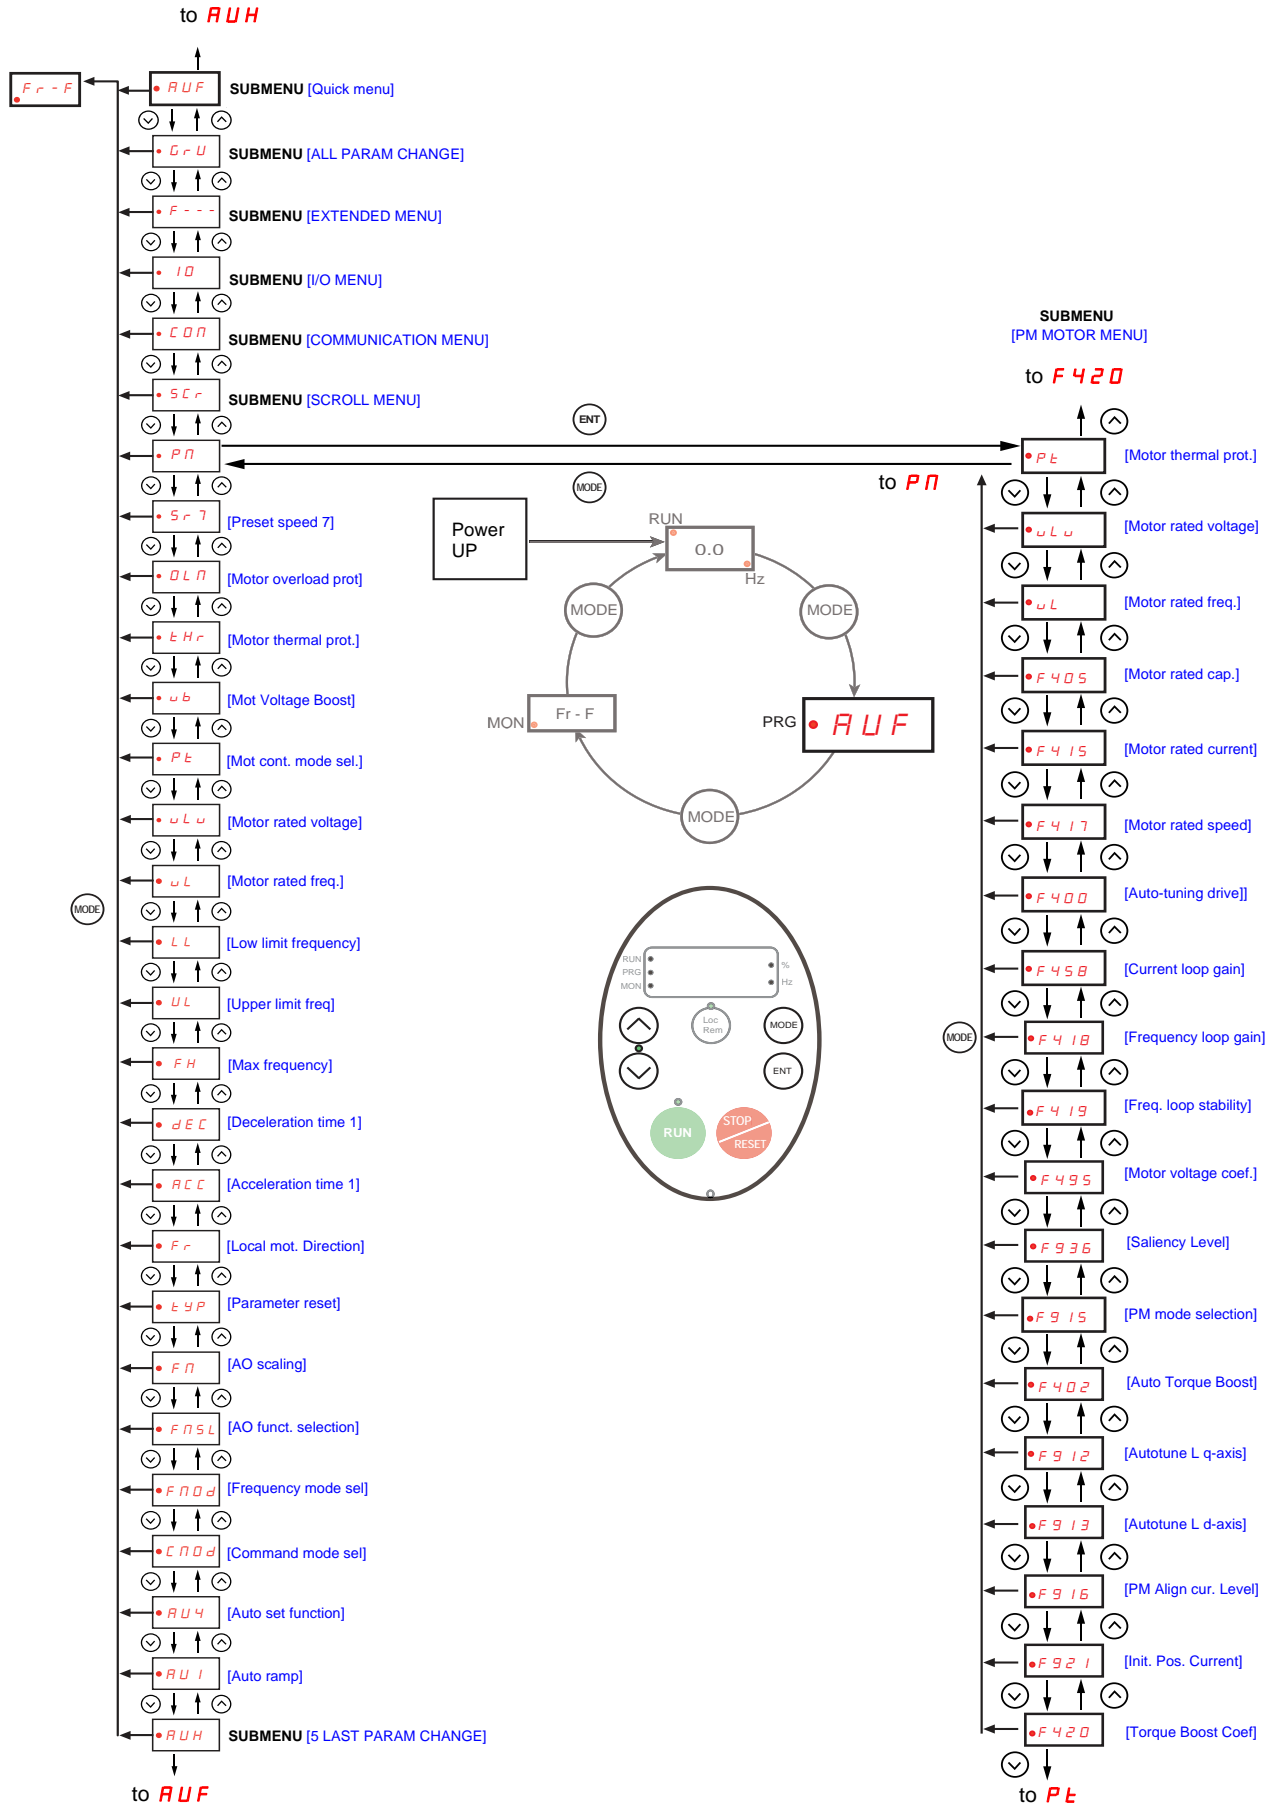 to AUH
Fr-F
AUF SUBMENU [Quick menu]
GrU SUBMENU [ALL PARAM CHANGE]
F--- SUBMENU [EXTENDED MENU]
IO SUBMENU [I/O MENU]
COM SUBMENU [COMMUNICATION MENU]
SCr SUBMENU [SCROLL MENU]
PM
Sr7 [Preset speed 7]
OLM [Motor overload prot]
tHr [Motor thermal prot.]
ub [Mot Voltage Boost]
Pt [Mot cont. mode sel.]
uLu [Motor rated voltage]
uL [Motor rated freq.]
LL [Low limit frequency]
UL [Upper limit freq]
FH [Max frequency]
dEC [Deceleration time 1]
ACC [Acceleration time 1]
Fr [Local mot. Direction]
tYP [Parameter reset]
FM [AO scaling]
FMSL [AO funct. selection]
FMOd [Frequency mode sel]
CMOd [Command mode sel]
AU4 [Auto set function]
AU1 [Auto ramp]
AUH SUBMENU [5 LAST PARAM CHANGE]
to AUF
MODE
ENT
MODE
to PM
Power
UP
RUN
0.0
Hz
MODE
MODE
MON
Fr - F
PRG
AUF
MODE
RUN
PRG
MON
%
Hz
Loc
Rem
MODE
ENT
RUN
STOP
RESET
SUBMENU
[PM MOTOR MENU]
to F420
Pt [Motor thermal prot.]
uLu [Motor rated voltage]
uL [Motor rated freq.]
F405 [Motor rated cap.]
F415 [Motor rated current]
F417 [Motor rated speed]
F400 [Auto-tuning drive]]
F458 [Current loop gain]
MODE
F418 [Frequency loop gain]
F419 [Freq. loop stability]
F495 [Motor voltage coef.]
F936 [Saliency Level]
F915 [PM mode selection]
F402 [Auto Torque Boost]
F912 [Autotune L q-axis]
F913 [Autotune L d-axis]
F916 [PM Align cur. Level]
F921 [Init. Pos. Current]
F420 [Torque Boost Coef]
to Pt